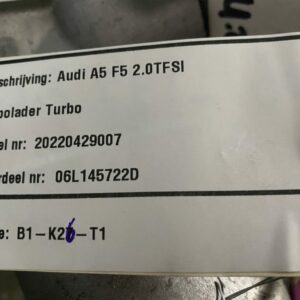 schrijving: Audi A5 F5 2.0TFSI
bolader Turbo
el nr: 20220429007
rdeel nr: 06L145722D
e: B1-K26-T1